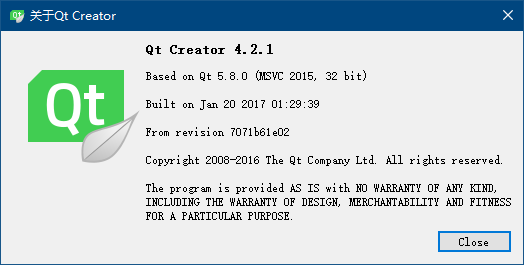 关于Qt Creator
Qt Creator 4.2.1
Based on Qt 5.8.0 (MSVC 2015, 32 bit)
Built on Jan 20 2017 01:29:39
From revision 7071b61e02
Copyright 2008-2016 The Qt Company Ltd. All rights reserved.
The program is provided AS IS with NO WARRANTY OF ANY KIND,
INCLUDING THE WARRANTY OF DESIGN, MERCHANTABILITY AND FITNESS
FOR A PARTICULAR PURPOSE.
Qt
Close